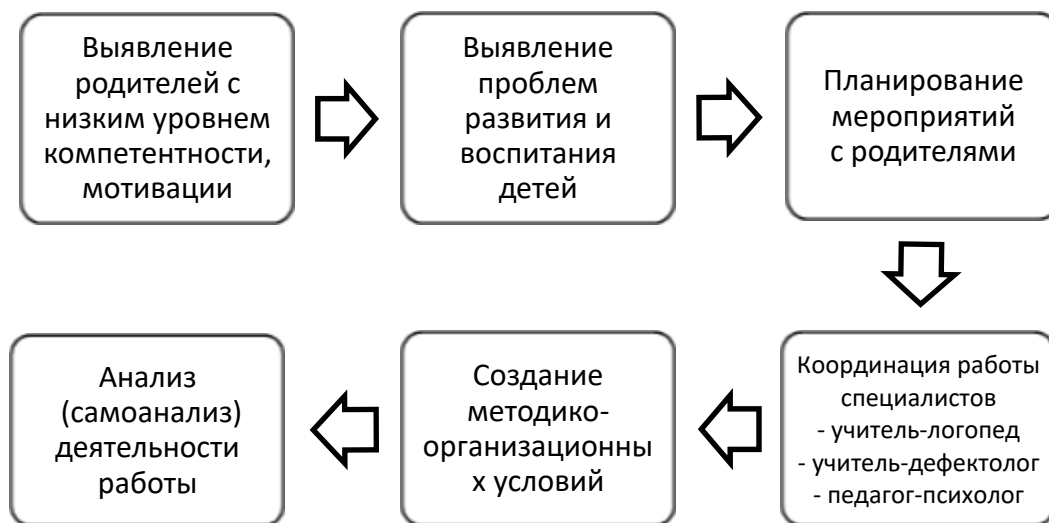 Выявление
родителей с
низким уровнем
компетентности,
мотивации
Выявление
проблем
развития и
воспитания
детей
Планирование
мероприятий
с родителями
Координация работы
специалистов
- учитель-логопед
- учитель-дефектолог
- педагог-психолог
Создание
методико-
организационны
х условий
Анализ
(самоанализ)
деятельности
работы